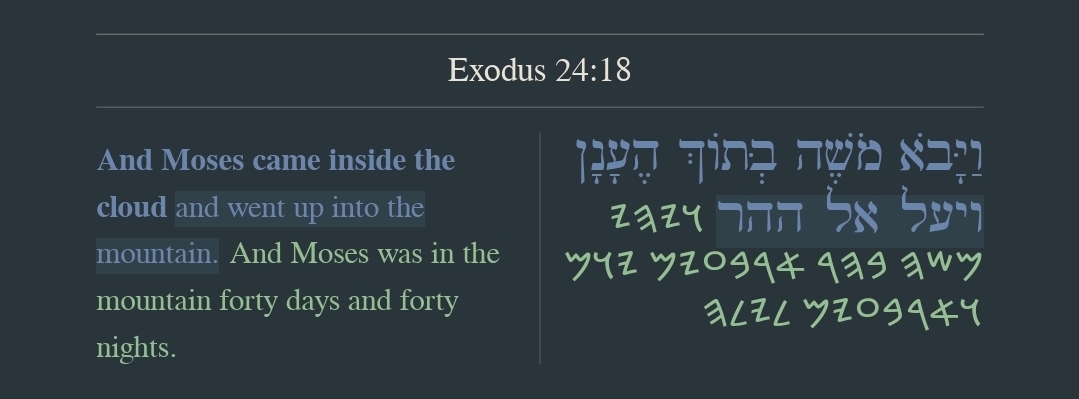 Exodus 24:18
And Moses came inside the
cloud and went up into the
mountain. And Moses was in the
mountain forty days and forty
nights.
וַיָּבֹא מֹשֶׁה בְּתוֹךְ הֶעָנָן
ויעל אל ההר 𐤅𐤉𐤄𐤉
𐤌𐤔𐤄 𐤁𐤄𐤓 𐤀𐤓𐤁𐤏𐤉𐤌 𐤉𐤅𐤌
𐤅𐤀𐤓𐤁𐤏𐤉𐤌 𐤋𐤉𐤋𐤄